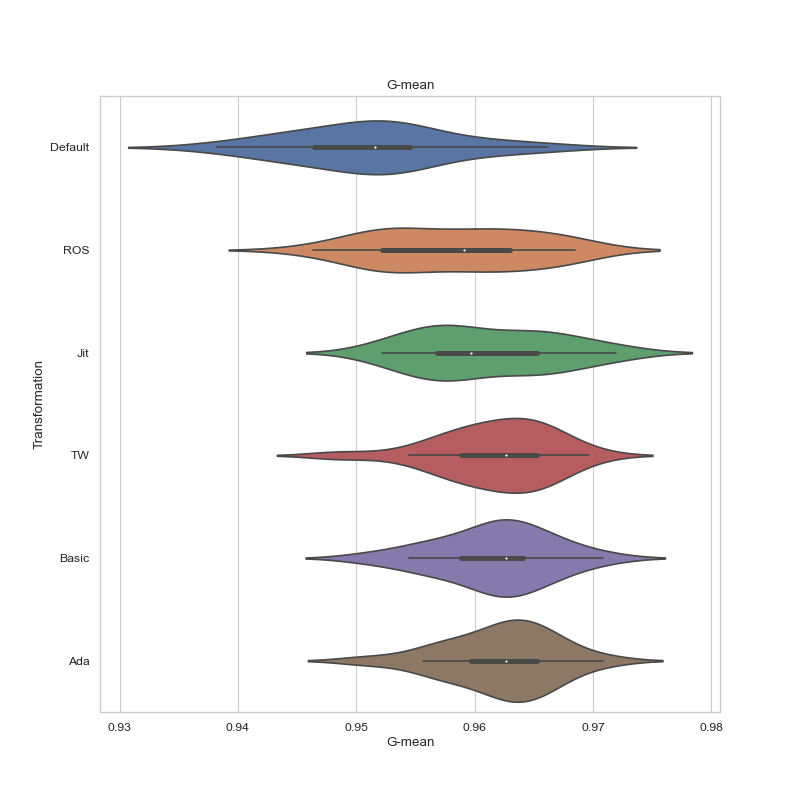 G-mean
Default
ROS
Jit
TW
Basic
Ada
Transformation
0.93 0.94 0.95 0.96 0.97 0.98
G-mean